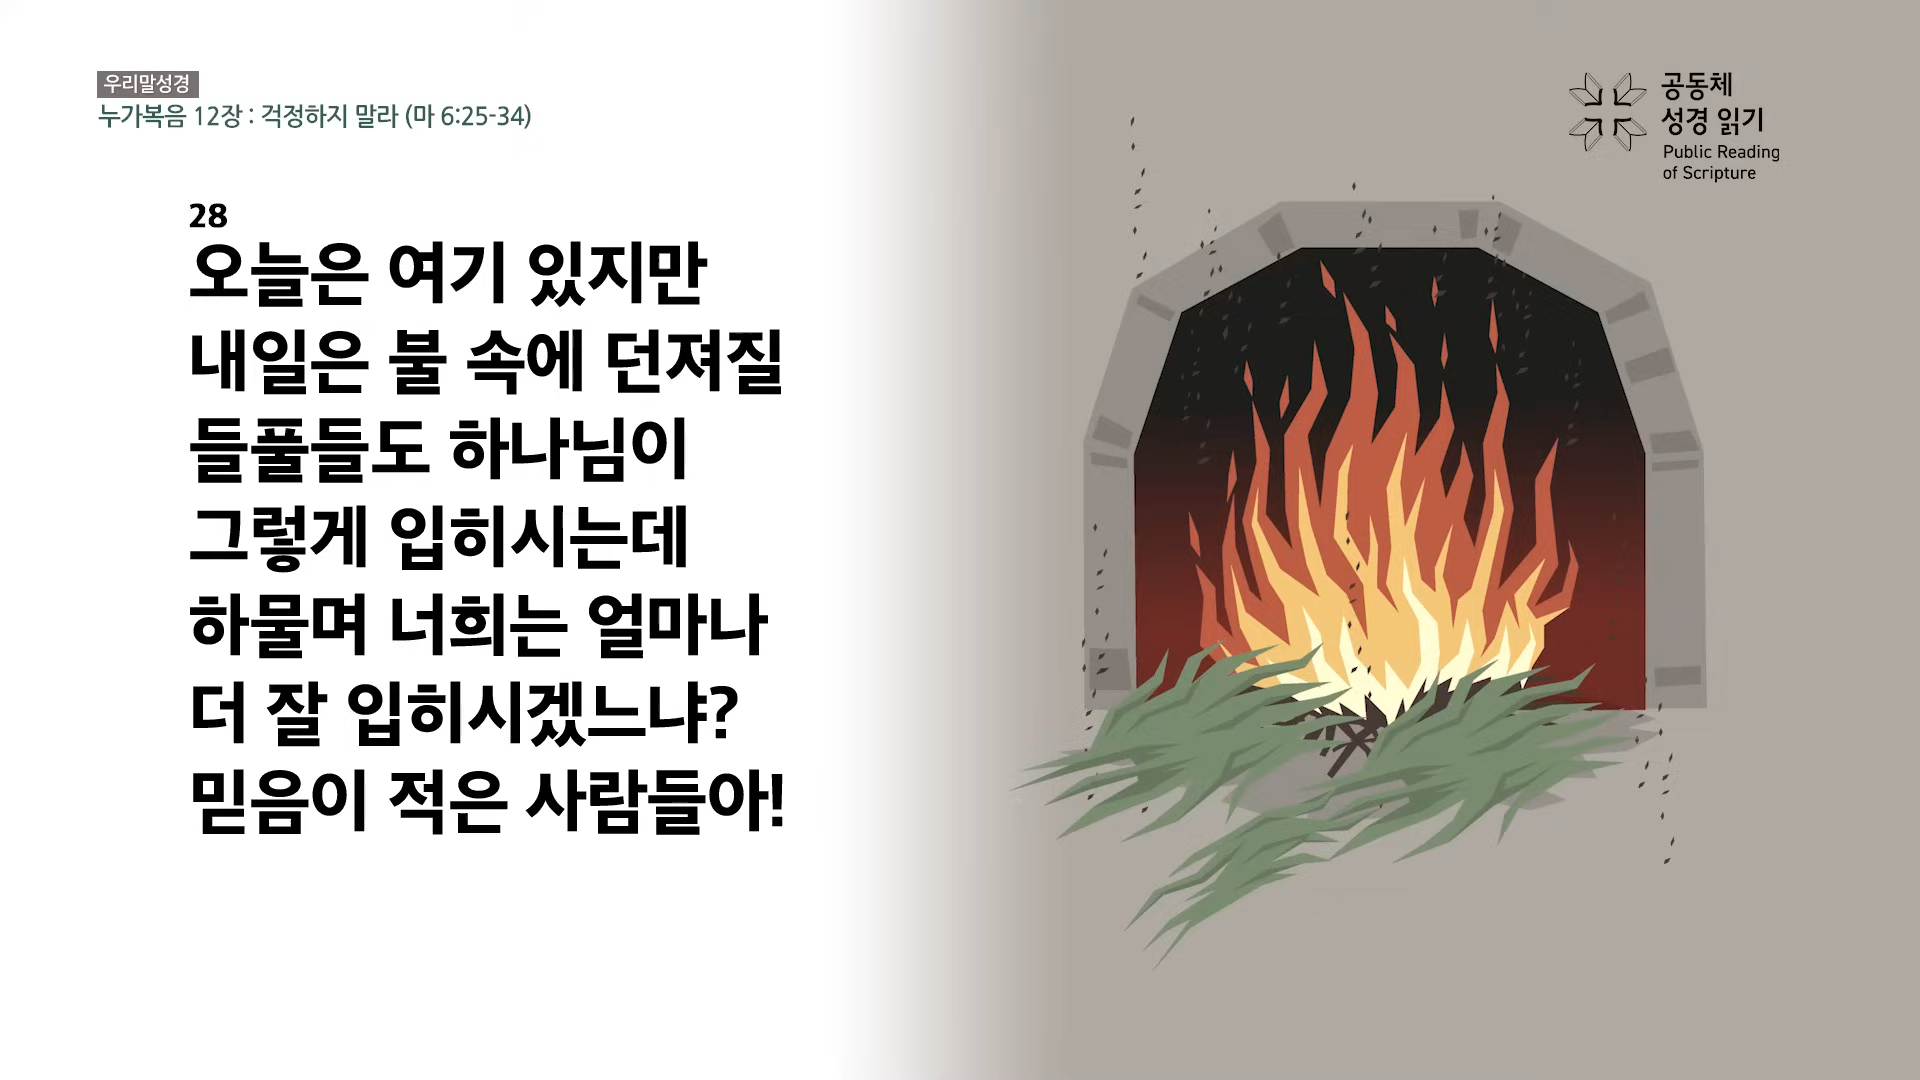 우리말성경
누가복음 12장 : 걱정하지 말라 (마 6:25-34)
공동체
성경 읽기
Public Reading
of Scripture
28
오늘은 여기 있지만
내일은 불 속에 던져질
들풀들도 하나님이
그렇게 입히시는데
하물며 너희는 얼마나
더 잘 입히시겠느냐?
믿음이 적은 사람들아!